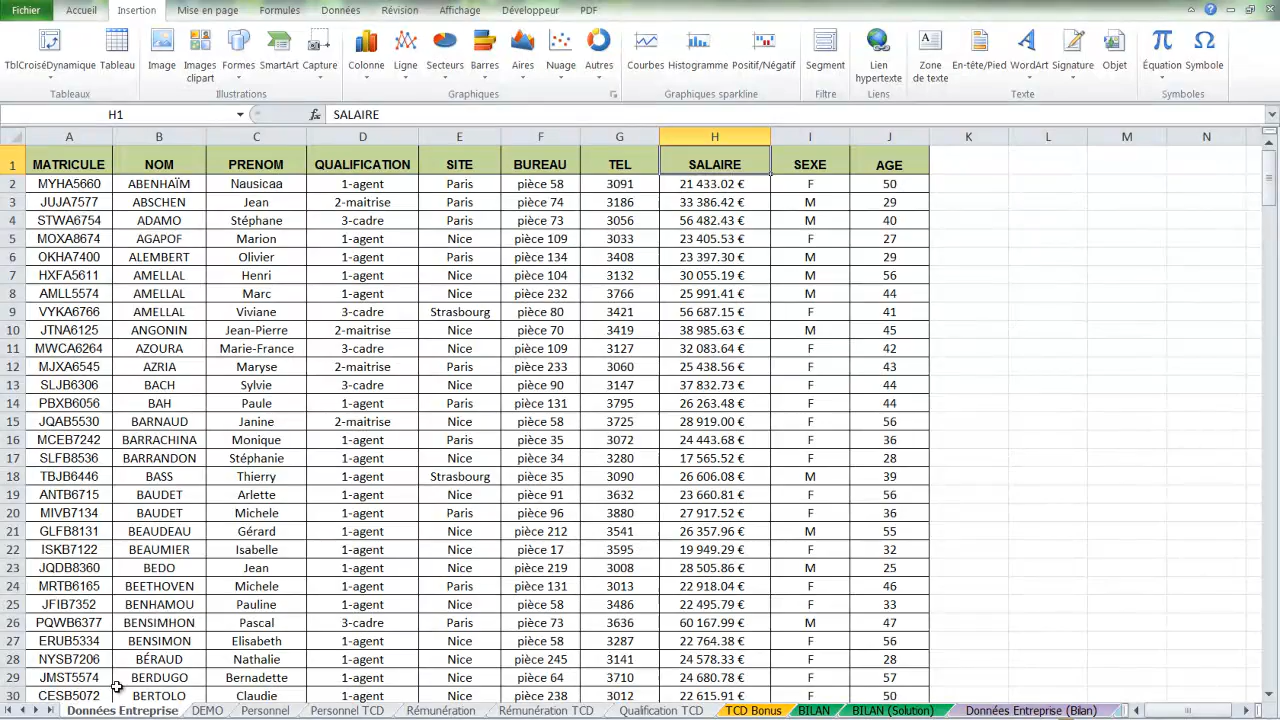 Fichier Accueil Insertion Mise en page Formules Données Révision Affichage Développeur PDF
TblCroiséDynamique Tableau Image Images clipart Formes SmartArt Capture Colonne Ligne Secteurs Barres Aires Nuage Autres Courbes Histogramme Positif/Négatif Segment Lien hypertexte Zone de texte En-tête/Pied WordArt Signature Objet Équation Symbole
Tableaux Illustrations Graphiques Graphiques sparkline Filtre Liens Texte Symboles
H1 fx SALAIRE
A B C D E F G H I J K L M N
1 MATRICULE NOM PRENOM QUALIFICATION SITE BUREAU TEL SALAIRE SEXE AGE
2 MYHA5660 ABENHAÏM Nausicaa 1-agent Paris pièce 58 3091 21 433.02 € F 50
3 JUJA7577 ABSCHEN Jean 2-maitrise Paris pièce 74 3186 33 386.42 € M 29
4 STWA6754 ADAMO Stéphane 3-cadre Paris pièce 73 3056 56 482.43 € M 40
5 MOXA8674 AGAPOF Marion 1-agent Nice pièce 109 3033 23 405.53 € F 27
6 OKHA7400 ALEMBERT Olivier 1-agent Paris pièce 134 3408 23 397.30 € M 29
7 HXFA5611 AMELLAL Henri 1-agent Nice pièce 104 3132 30 055.19 € M 56
8 AMLL5574 AMELLAL Marc 1-agent Nice pièce 232 3766 25 991.41 € M 44
9 VYKA6766 AMELLAL Viviane 3-cadre Strasbourg pièce 80 3421 56 687.15 € F 41
10 JTNA6125 ANGONIN Jean-Pierre 2-maitrise Nice pièce 70 3419 38 985.63 € M 45
11 MWCA6264 AZOURA Marie-France 3-cadre Nice pièce 109 3127 32 083.64 € F 42
12 MJXA6545 AZRIA Maryse 2-maitrise Paris pièce 233 3060 25 438.56 € F 43
13 SLJB6306 BACH Sylvie 3-cadre Nice pièce 90 3147 37 832.73 € F 44
14 PBXB6056 BAH Paule 1-agent Paris pièce 131 3795 26 263.48 € F 44
15 JQAB5530 BARNAUD Janine 2-maitrise Nice pièce 58 3725 28 919.00 € F 56
16 MCEB7242 BARRACHINA Monique 1-agent Paris pièce 35 3072 24 443.68 € F 36
17 SLFB8536 BARRANDON Stéphanie 1-agent Nice pièce 34 3280 17 565.52 € F 28
18 TBJB6446 BASS Thierry 1-agent Strasbourg pièce 35 3090 26 606.08 € M 39
19 ANTB6715 BAUDET Arlette 1-agent Nice pièce 91 3632 23 660.81 € F 56
20 MIVB7134 BAUDET Michele 1-agent Nice pièce 96 3880 27 917.52 € F 36
21 GLFB8131 BEAUDEAU Gérard 1-agent Nice pièce 212 3541 26 357.96 € M 55
22 ISKB7122 BEAUMIER Isabelle 1-agent Nice pièce 17 3595 19 949.29 € F 32
23 JQDB8360 BEDO Jean 1-agent Nice pièce 219 3008 28 505.86 € M 25
24 MRTB6165 BEETHOVEN Michele 1-agent Paris pièce 131 3013 22 918.04 € F 46
25 JFIB7352 BENHAMOU Pauline 1-agent Nice pièce 58 3486 22 495.79 € F 33
26 PQWB6377 BENSIMHON Pascal 3-cadre Paris pièce 73 3636 60 167.99 € M 47
27 ERUB5334 BENSIMON Elisabeth 1-agent Nice pièce 58 3287 22 764.38 € F 56
28 NYSB7206 BÉRAUD Nathalie 1-agent Nice pièce 245 3141 24 578.33 € F 28
29 JMST5574 BERDUGO Bernadette 1-agent Nice pièce 64 3710 24 680.78 € F 57
30 CESB5072 BERTOLO Claudie 1-agent Nice pièce 238 3012 22 615.91 € F 50
Données Entreprise DEMO Personnel Personnel TCD Rémunération Rémunération TCD Qualification TCD TCD Bonus BILAN BILAN (Solution) Données Entreprise (Bilan)